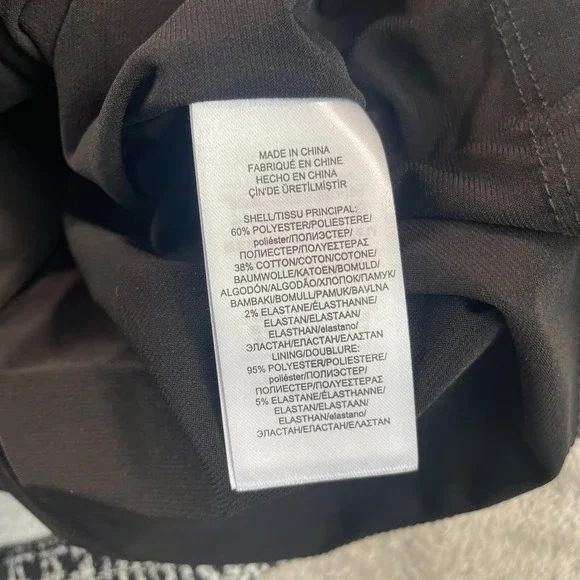 MADE IN CHINA
FABRIQUÉ EN CHINE
HECHO EN CHINA
ÇİN'DE ÜRETİLMİŞTİR
SHELL/TISSU PRINCIPAL:
60% POLYESTER/POLIESTERE/
poliéster/ПОЛИЭСТЕР/
ПОЛИЕСТЕР/ΠΟΛΥΕΣΤΕΡΑΣ
38% COTTON/COTON/COTONE/
BAUMWOLLE/KATOEN/BOMULD/
ALGODÓN/ALGODÃO/ХЛОПОК/ПАМУК/
BAMBAKI/BOMULL/PAMUK/BAVLNA
2% ELASTANE/ÉLASTHANNE/
ELASTAN/ELASTAAN/
ELASTHAN/elastano/
ЭЛАСТАН/ЕЛАСТАН/ΕΛΑΣΤΑΝ
LINING/DOUBLURE:
95% POLYESTER/POLIESTERE/
poliéster/ПОЛИЭСТЕР/
ПОЛИЕСТЕР/ΠΟΛΥΕΣΤΕΡΑΣ
5% ELASTANE/ÉLASTHANNE/
ELASTAN/ELASTAAN/
ELASTHAN/elastano/
ЭЛАСТАН/ЕЛАСТАН/ΕΛΑΣΤΑΝ